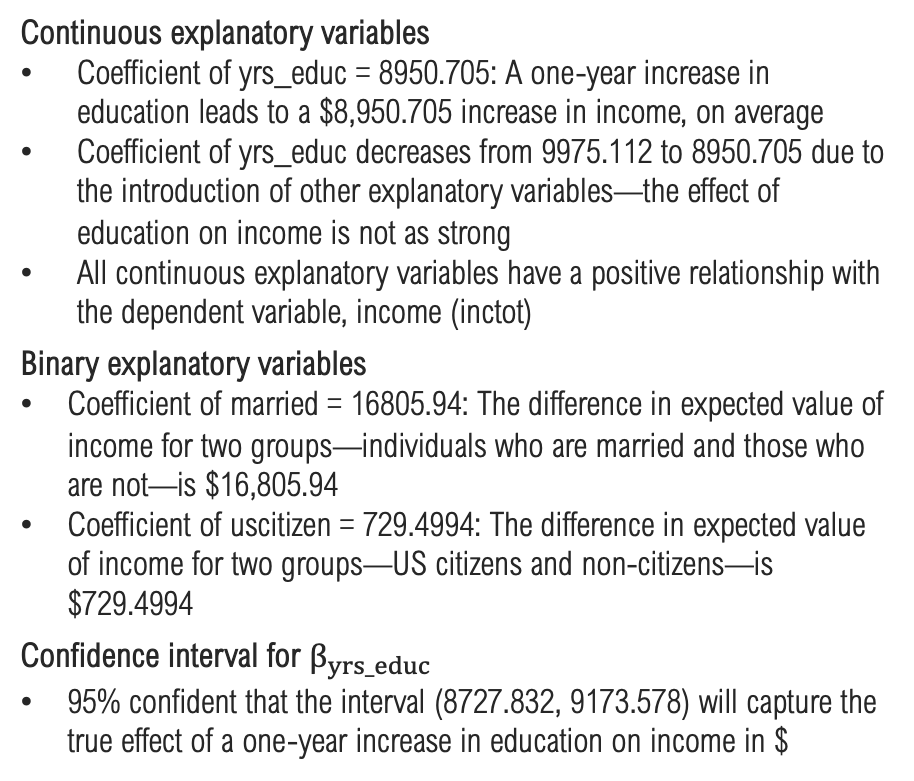 Continuous explanatory variables
• Coefficient of yrs_educ = 8950.705: A one-year increase in
education leads to a $8,950.705 increase in income, on average
• Coefficient of yrs_educ decreases from 9975.112 to 8950.705 due to
the introduction of other explanatory variables—the effect of
education on income is not as strong
• All continuous explanatory variables have a positive relationship with
the dependent variable, income (inctot)
Binary explanatory variables
• Coefficient of married = 16805.94: The difference in expected value of
income for two groups—individuals who are married and those who
are not—is $16,805.94
• Coefficient of uscitizen = 729.4994: The difference in expected value
of income for two groups—US citizens and non-citizens—is
$729.4994
Confidence interval for βyrs_educ
• 95% confident that the interval (8727.832, 9173.578) will capture the
true effect of a one-year increase in education on income in $